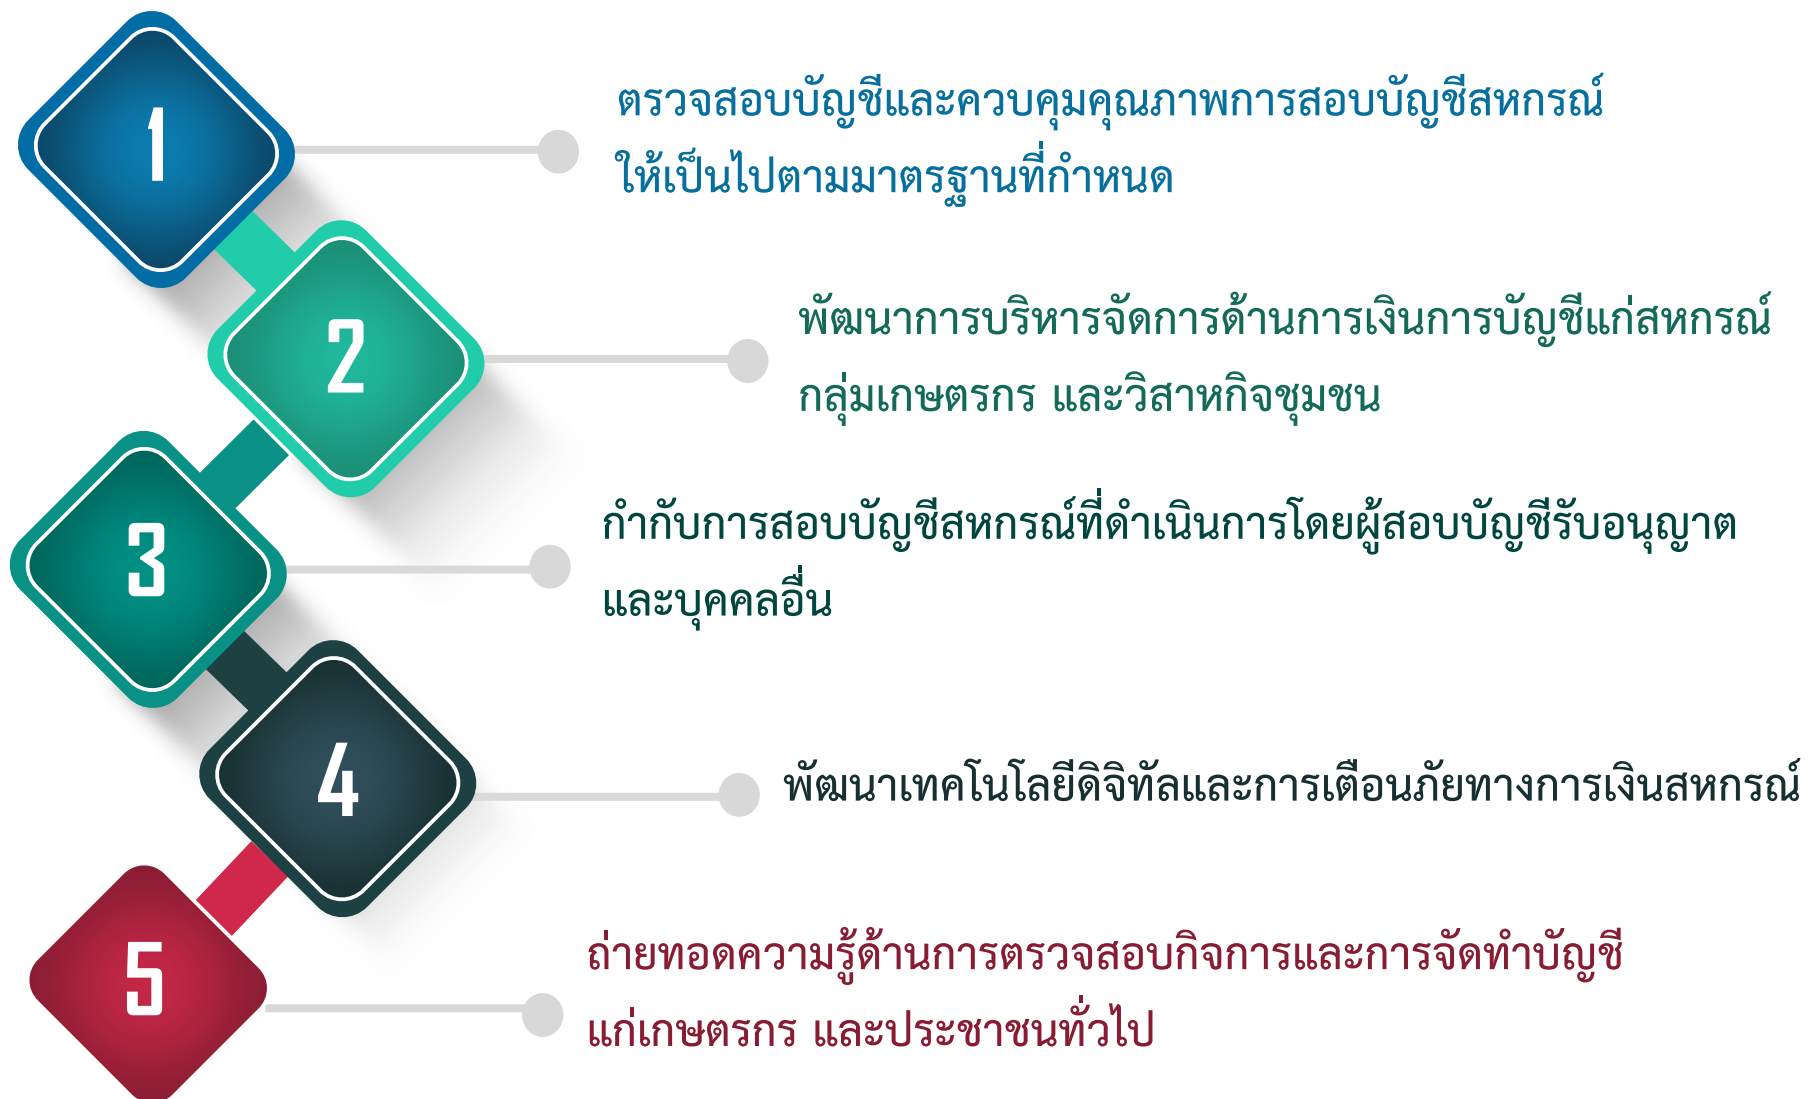 1
ตรวจสอบบัญชีและควบคุมคุณภาพการสอบบัญชีสหกรณ์
ให้เป็นไปตามมาตรฐานที่กำหนด
2
พัฒนาการบริหารจัดการด้านการเงินการบัญชีแก่สหกรณ์
กลุ่มเกษตรกร และวิสาหกิจชุมชน
3
กำกับการสอบบัญชีสหกรณ์ที่ดำเนินการโดยผู้สอบบัญชีรับอนุญาต
และบุคคลอื่น
4
พัฒนาเทคโนโลยีดิจิทัลและการเตือนภัยทางการเงินสหกรณ์
5
ถ่ายทอดความรู้ด้านการตรวจสอบกิจการและการจัดทำบัญชี
แก่เกษตรกร และประชาชนทั่วไป